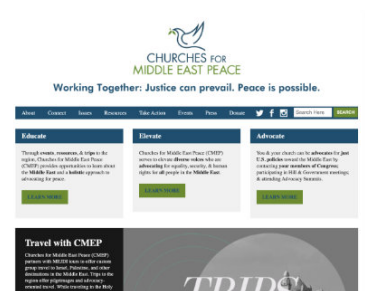 CHURCHES FOR
MIDDLE EAST PEACE
Working Together: Justice can prevail. Peace is possible.
About Connect Issues Resources Take Action Events Press Donate Search Here SEARCH
Educate
Through events, resources, & trips to the
region, Churches for Middle East Peace
(CMEP) provides opportunities to learn about
the Middle East and a holistic approach to
advocating for peace.
LEARN MORE
Elevate
Churches for Middle East Peace (CMEP)
serves to elevate diverse voices who are
advocating for equality, security, & human
rights for all people in the Middle East.
LEARN MORE
Advocate
You & your church can be advocates for just
U.S. policies toward the Middle East by
contacting your members of Congress,
participating in Hill & Government meetings,
& attending Advocacy Summits.
LEARN MORE
Travel with CMEP
Churches for Middle East Peace (CMEP)
partners with MEJDI tours to offer custom
group travel to Israel, Palestine, and other
destinations in the Middle East. Trips to the
region offer pilgrimages and advocacy-
oriented travel. While traveling in the Holy
TRIPS